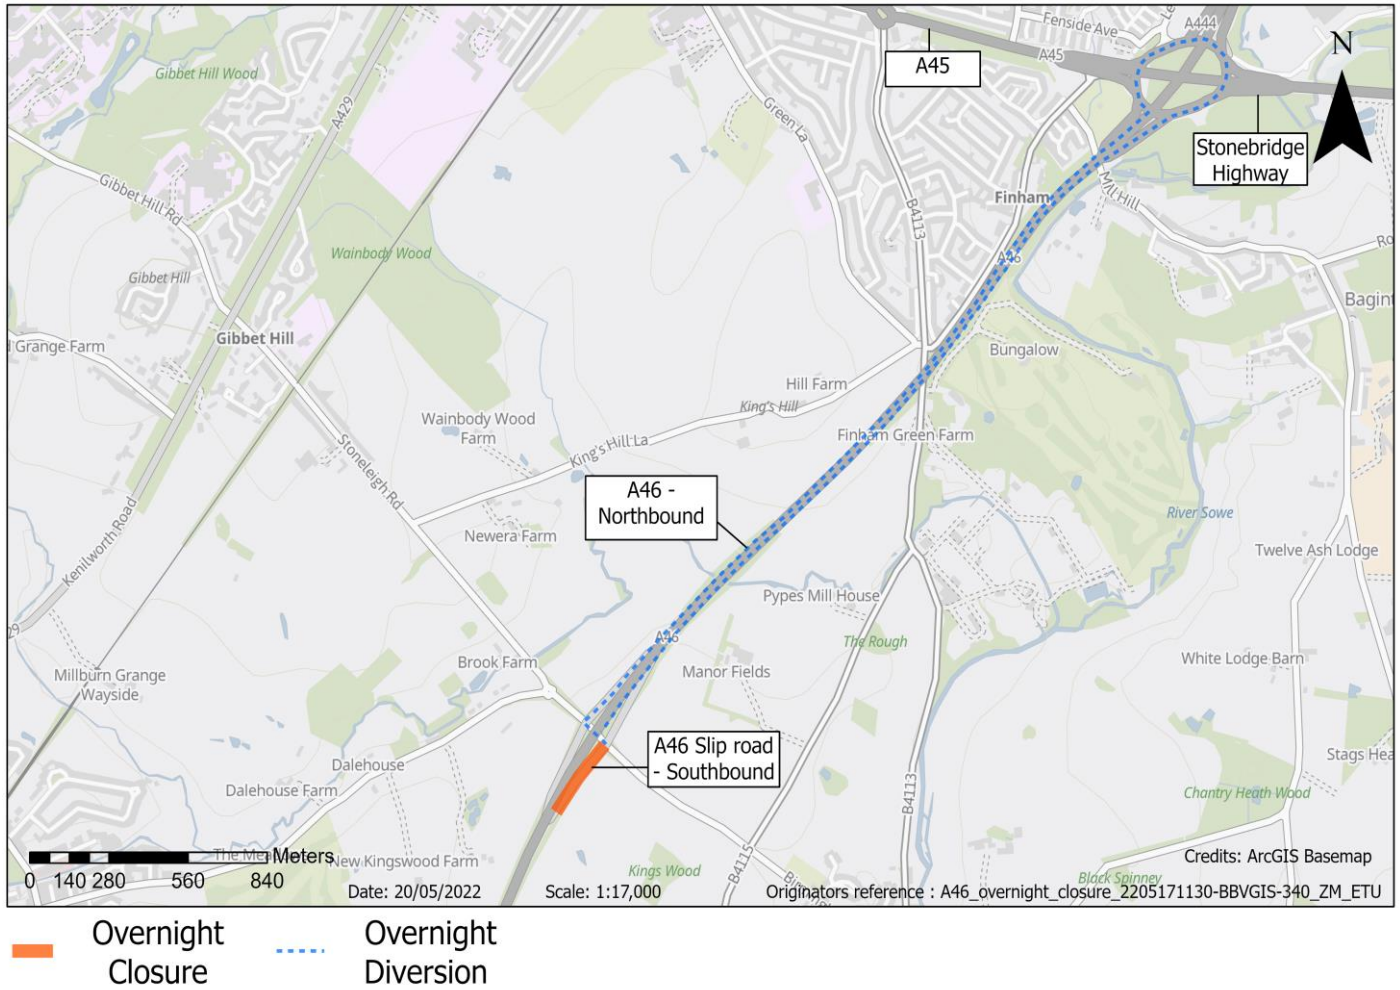 Fenside Ave
A444
N
Gibbet Hill Wood
A45
A45
A429
Green La
Stonebridge
Highway
Gibbet Hill Rd
Mill Hill
Finham
B4113
Wainbody Wood
A46
Gibbet Hill
Bagint
Gibbet Hill
d Grange Farm
Bungalow
Hill Farm
King's Hill
Wainbody Wood
Farm
Finham Green Farm
King's Hill La
Stoneleigh Rd
A46 -
Northbound
River Sowe
Newera Farm
Kenilworth Road
Twelve Ash Lodge
Pypes Mill House
29
A46
The Rough
Brook Farm
Manor Fields
White Lodge Barn
Millburn Grange
Wayside
A46 Slip road
- Southbound
Dalehouse
Stags Hea
Dalehouse Farm
B4113
Chantry Heath Wood
Meters
New Kingswood Farm
Kings Wood
B4115
Credits: ArcGIS Basemap
Black Spinney
0 140 280 560 840
Date: 20/05/2022
Scale: 1:17,000
Originators reference : A46_overnight_closure_2205171130-BBVGIS-340_ZM_ETU
Overnight
Closure
Overnight
Diversion